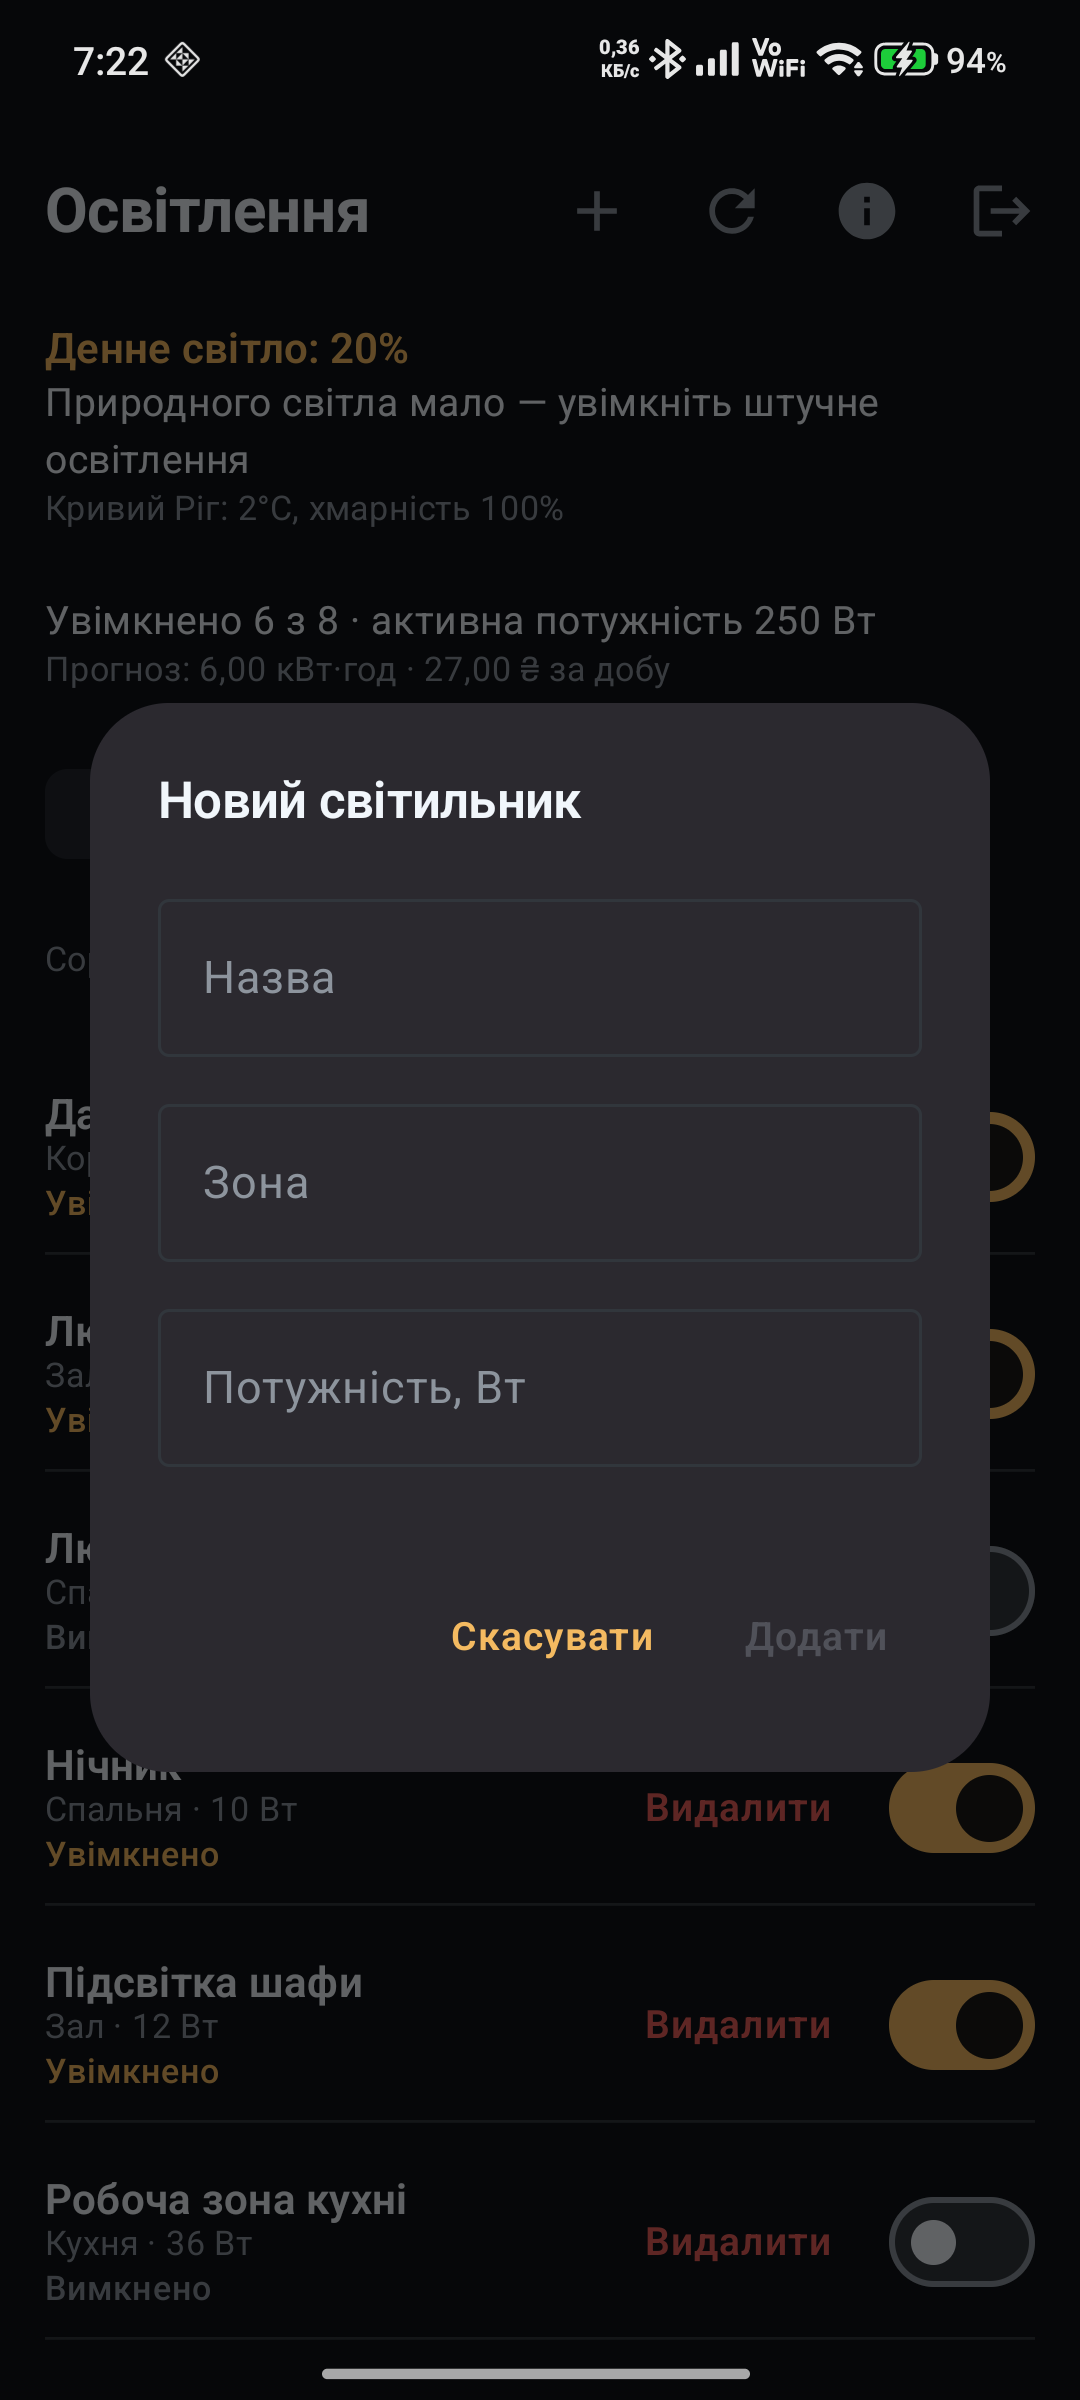 7:22
0,36
КБ/с
Vo
WiFi
94%
Освітлення
Денне світло: 20%
Природного світла мало — увімкніть штучне
освітлення
Кривий Ріг: 2°C, хмарність 100%
Увімкнено 6 з 8 · активна потужність 250 Вт
Прогноз: 6,00 кВт·год · 27,00 ₴ за добу
Новий світильник
Назва
Зона
Потужність, Вт
Скасувати
Додати
Нічник
Спальня · 10 Вт
Видалити
Увімкнено
Підсвітка шафи
Зал · 12 Вт
Видалити
Увімкнено
Робоча зона кухні
Кухня · 36 Вт
Видалити
Вимкнено